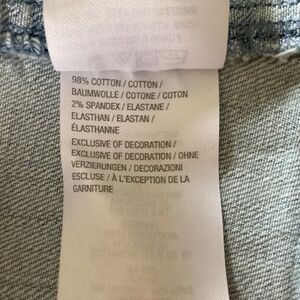 98% COTTON / COTTON /
BAUMWOLLE / COTONE / COTON
2% SPANDEX / ELASTANE /
ELASTHAN / ELASTAN /
ÉLASTHANNE
EXCLUSIVE OF DECORATION /
EXCLUSIVE OF DECORATION / OHNE
VERZIERUNGEN / DECORAZIONI
ESCLUSE / À L'EXCEPTION DE LA
GARNITURE